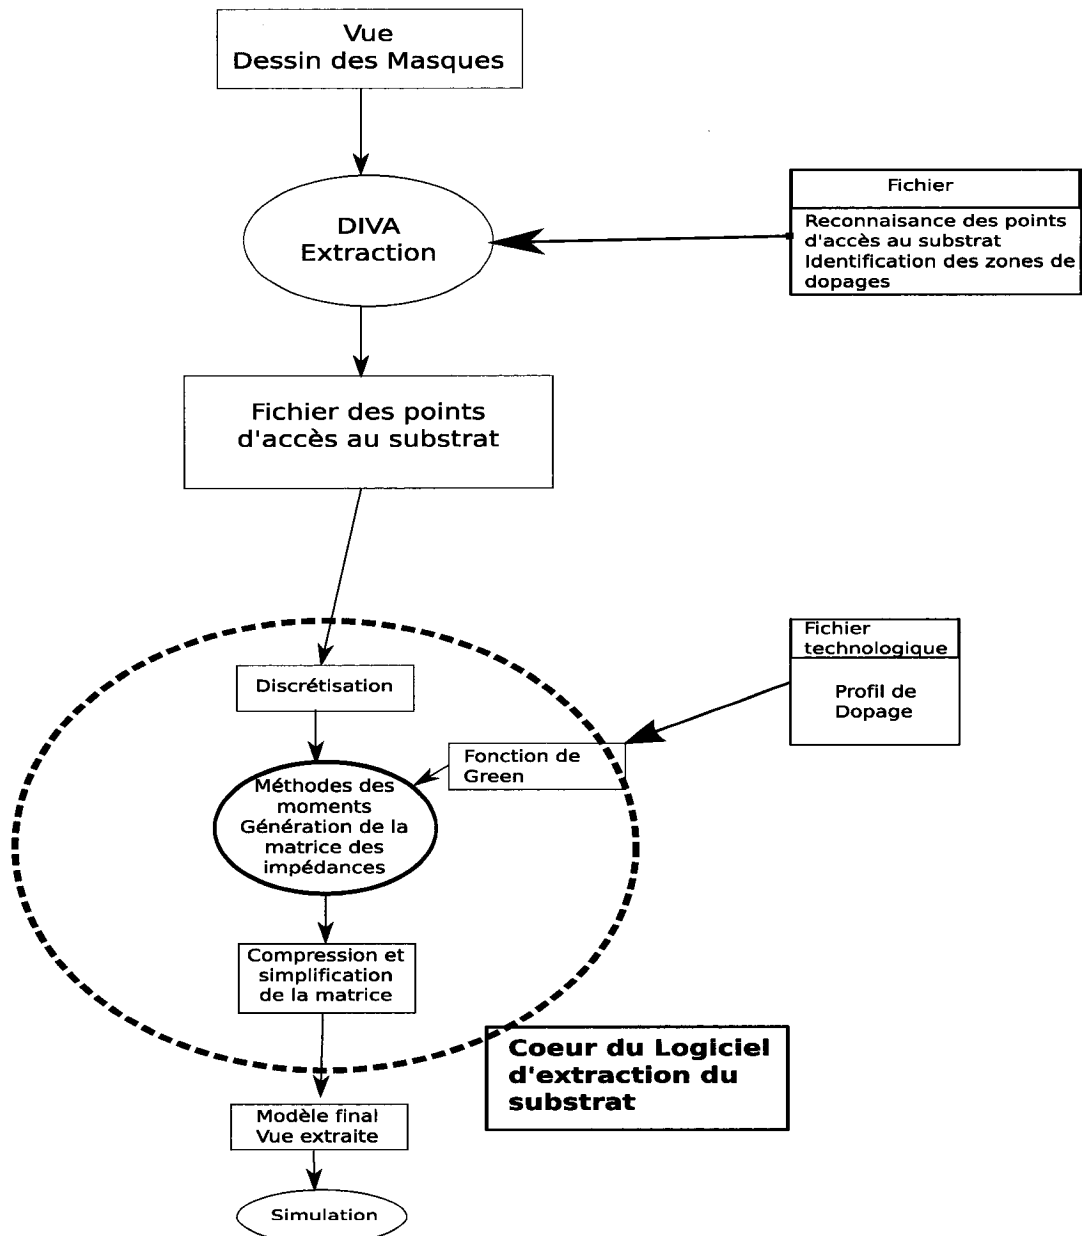 Vue
Dessin des Masques
DIVA
Extraction
Fichier
Reconnaisance des points
d'accès au substrat
Identification des zones de
dopages
Fichier des points
d'accès au substrat
Fichier
technologique
Profil de
Dopage
Discrétisation
Fonction de
Green
Méthodes des
moments
Génération de la
matrice des
impédances
Compression et
simplification
de la matrice
Coeur du Logiciel
d'extraction du
substrat
Modèle final
Vue extraite
Simulation